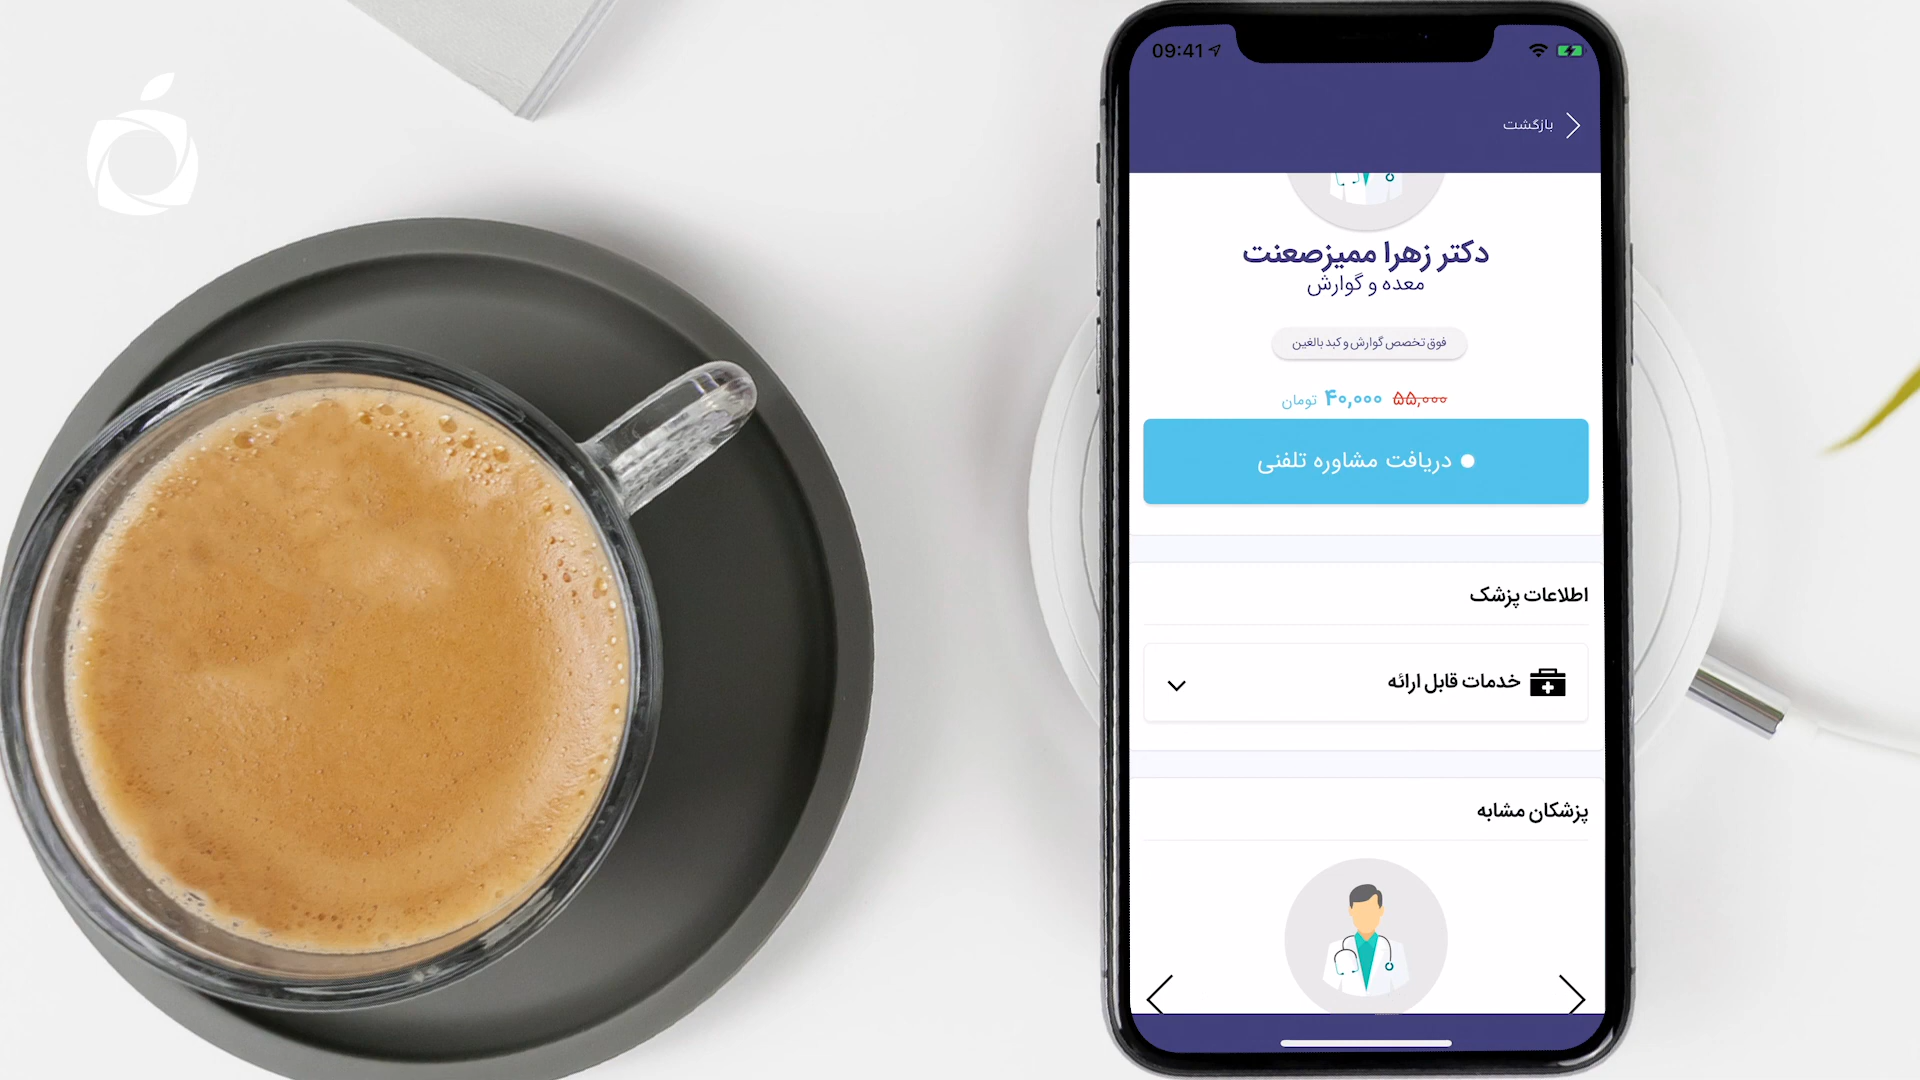 09:41
بازگشت
دکتر زهرا ممیزصعنت
معده و گوارش
فوق تخصص گوارش و کبد بالغین
۵۵,۰۰۰ ۴۰,۰۰۰ تومان
دریافت مشاوره تلفنی
اطلاعات پزشک
خدمات قابل ارائه
پزشکان مشابه